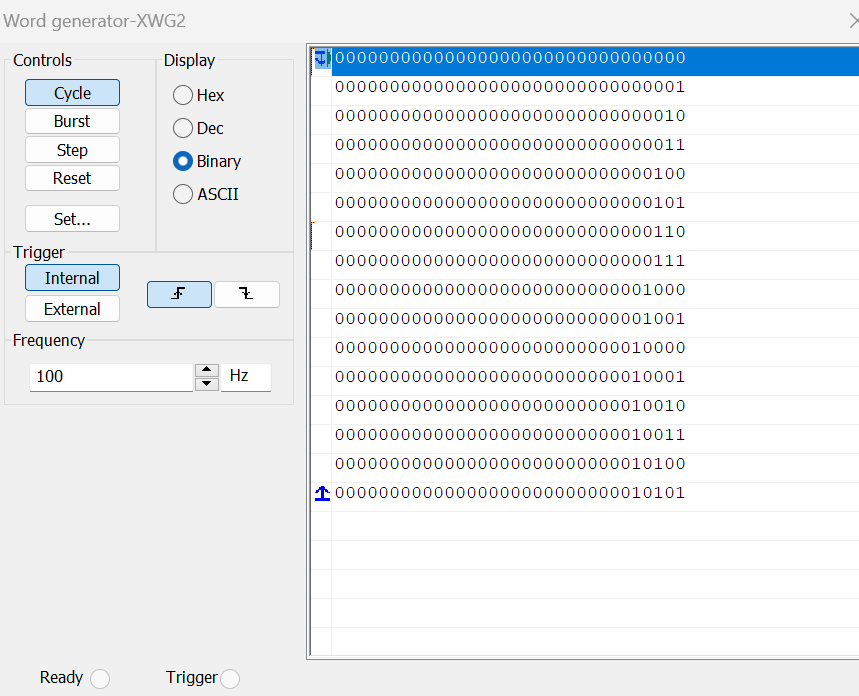 Word generator-XWG2
Controls
Cycle
Burst
Step
Reset
Set...
Display
Hex
Dec
Binary
ASCII
Trigger
Internal
External
Frequency
100
Hz
Ready
Trigger
00000000000000000000000000000000
00000000000000000000000000000001
00000000000000000000000000000010
00000000000000000000000000000011
00000000000000000000000000000100
00000000000000000000000000000101
00000000000000000000000000000110
00000000000000000000000000000111
00000000000000000000000000001000
00000000000000000000000000001001
00000000000000000000000000010000
00000000000000000000000000010001
00000000000000000000000000010010
00000000000000000000000000010011
00000000000000000000000000010100
00000000000000000000000000010101